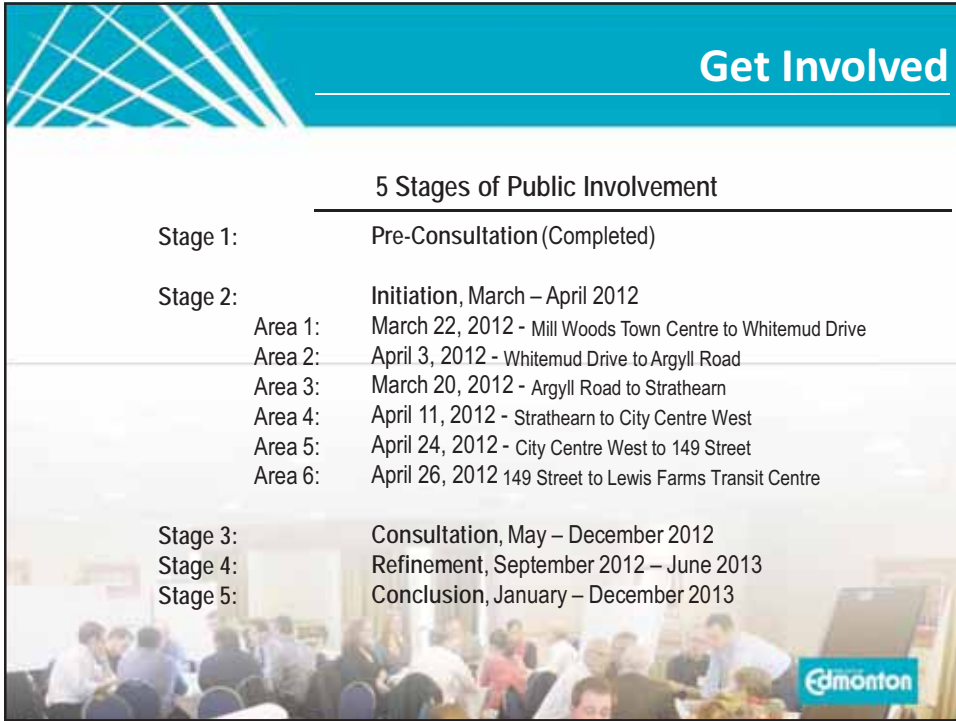 Get Involved
5 Stages of Public Involvement
Stage 1: Pre-Consultation (Completed)
Stage 2: Initiation, March – April 2012
Area 1: March 22, 2012 - Mill Woods Town Centre to Whitemud Drive
Area 2: April 3, 2012 - Whitemud Drive to Argyll Road
Area 3: March 20, 2012 - Argyll Road to Strathearn
Area 4: April 11, 2012 - Strathearn to City Centre West
Area 5: April 24, 2012 - City Centre West to 149 Street
Area 6: April 26, 2012 149 Street to Lewis Farms Transit Centre
Stage 3: Consultation, May – December 2012
Stage 4: Refinement, September 2012 – June 2013
Stage 5: Conclusion, January – December 2013
Edmonton